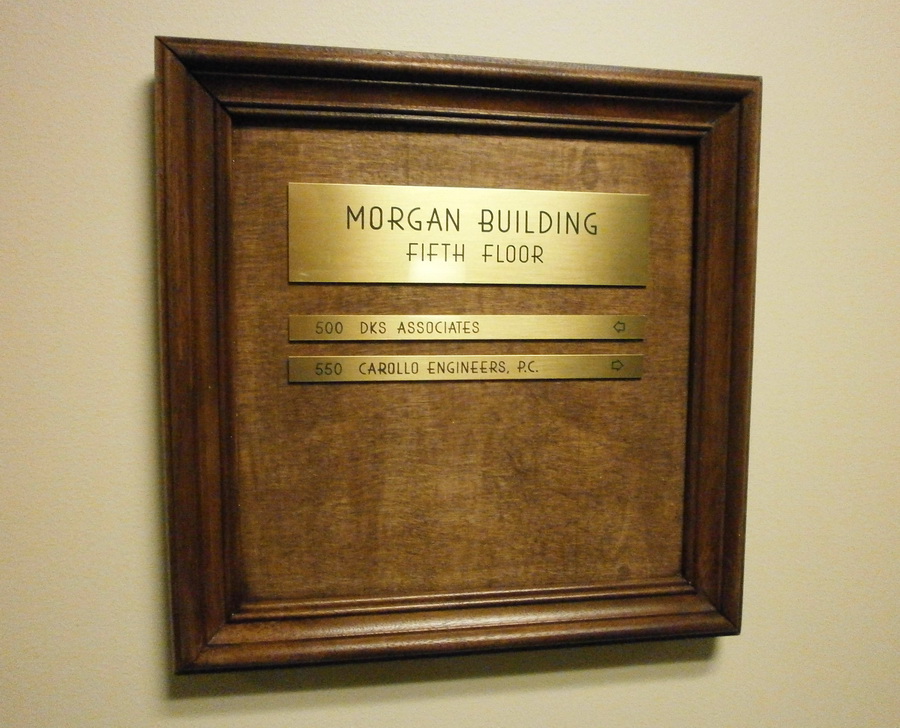 MORGAN BUILDING
FIFTH FLOOR
500 DKS ASSOCIATES ⇦
550 CAROLLO ENGINEERS, P.C. ⇨